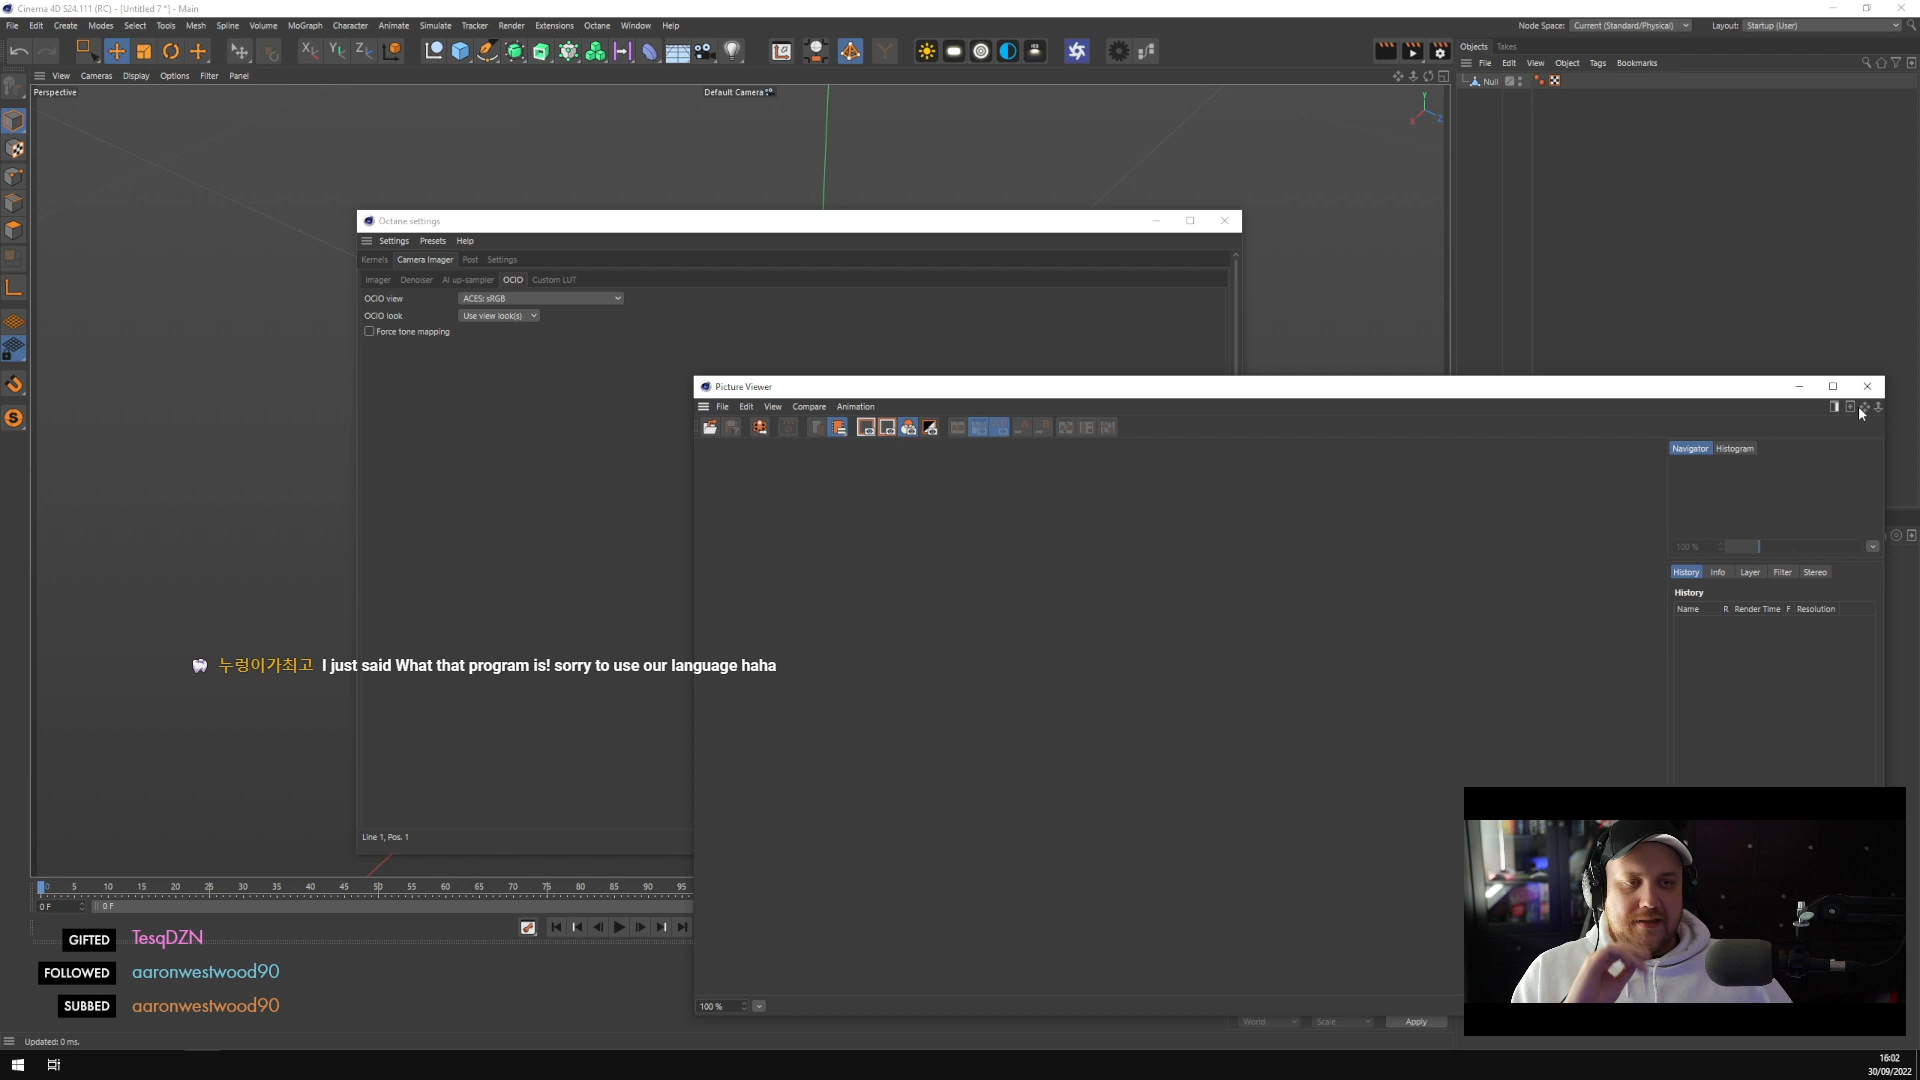 Cinema 4D S24.111 (RC) - [Untitled 7 *] - Main
File Edit Create Modes Select Tools Mesh Spline Volume MoGraph Character Animate Simulate Tracker Render Extensions Octane Window Help
Node Space: Current (Standard/Physical) Layout: Startup (User)
Objects Takes
View Cameras Display Options Filter Panel
File Edit View Object Tags Bookmarks
Perspective
Default Camera
Null
Y
X
Z
Octane settings
Settings Presets Help
Kernels Camera Imager Post Settings
Imager Denoiser AI up-sampler OCIO Custom LUT
OCIO view ACES: sRGB
OCIO look Use view look(s)
Force tone mapping
Picture Viewer
File Edit View Compare Animation
Navigator Histogram
100 %
History Info Layer Filter Stereo
History
Name R Render Time F Resolution
누렁이가최고 I just said What that program is! sorry to use our language haha
Line 1, Pos. 1
0 5 10 15 20 25 30 35 40 45 50 55 60 65 70 75 80 85 90 95
0 F 0 F
GIFTED TesqDZN
FOLLOWED aaronwestwood90
SUBBED aaronwestwood90
100 %
World Scale Apply
Updated: 0 ms.
16:02
30/09/2022